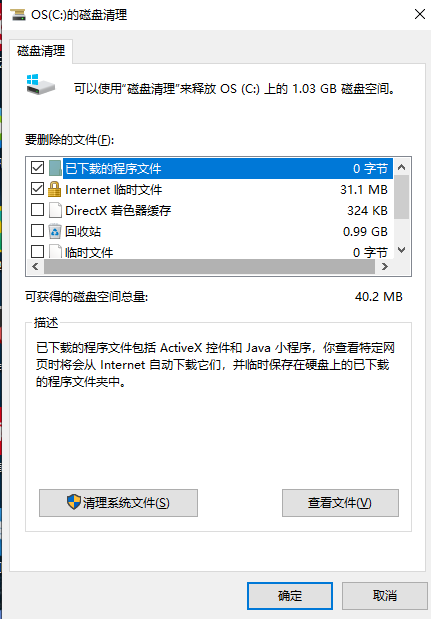 OS(C:)的磁盘清理
磁盘清理
可以使用“磁盘清理”来释放 OS (C:) 上的 1.03 GB 磁盘空间。
要删除的文件(F):
已下载的程序文件 0 字节
Internet 临时文件 31.1 MB
DirectX 着色器缓存 324 KB
回收站 0.99 GB
临时文件 0 字节
可获得的磁盘空间总量: 40.2 MB
描述
已下载的程序文件包括 ActiveX 控件和 Java 小程序，你查看特定网
页时将会从 Internet 自动下载它们，并临时保存在硬盘上的已下载
的程序文件夹中。
清理系统文件(S)
查看文件(V)
确定
取消